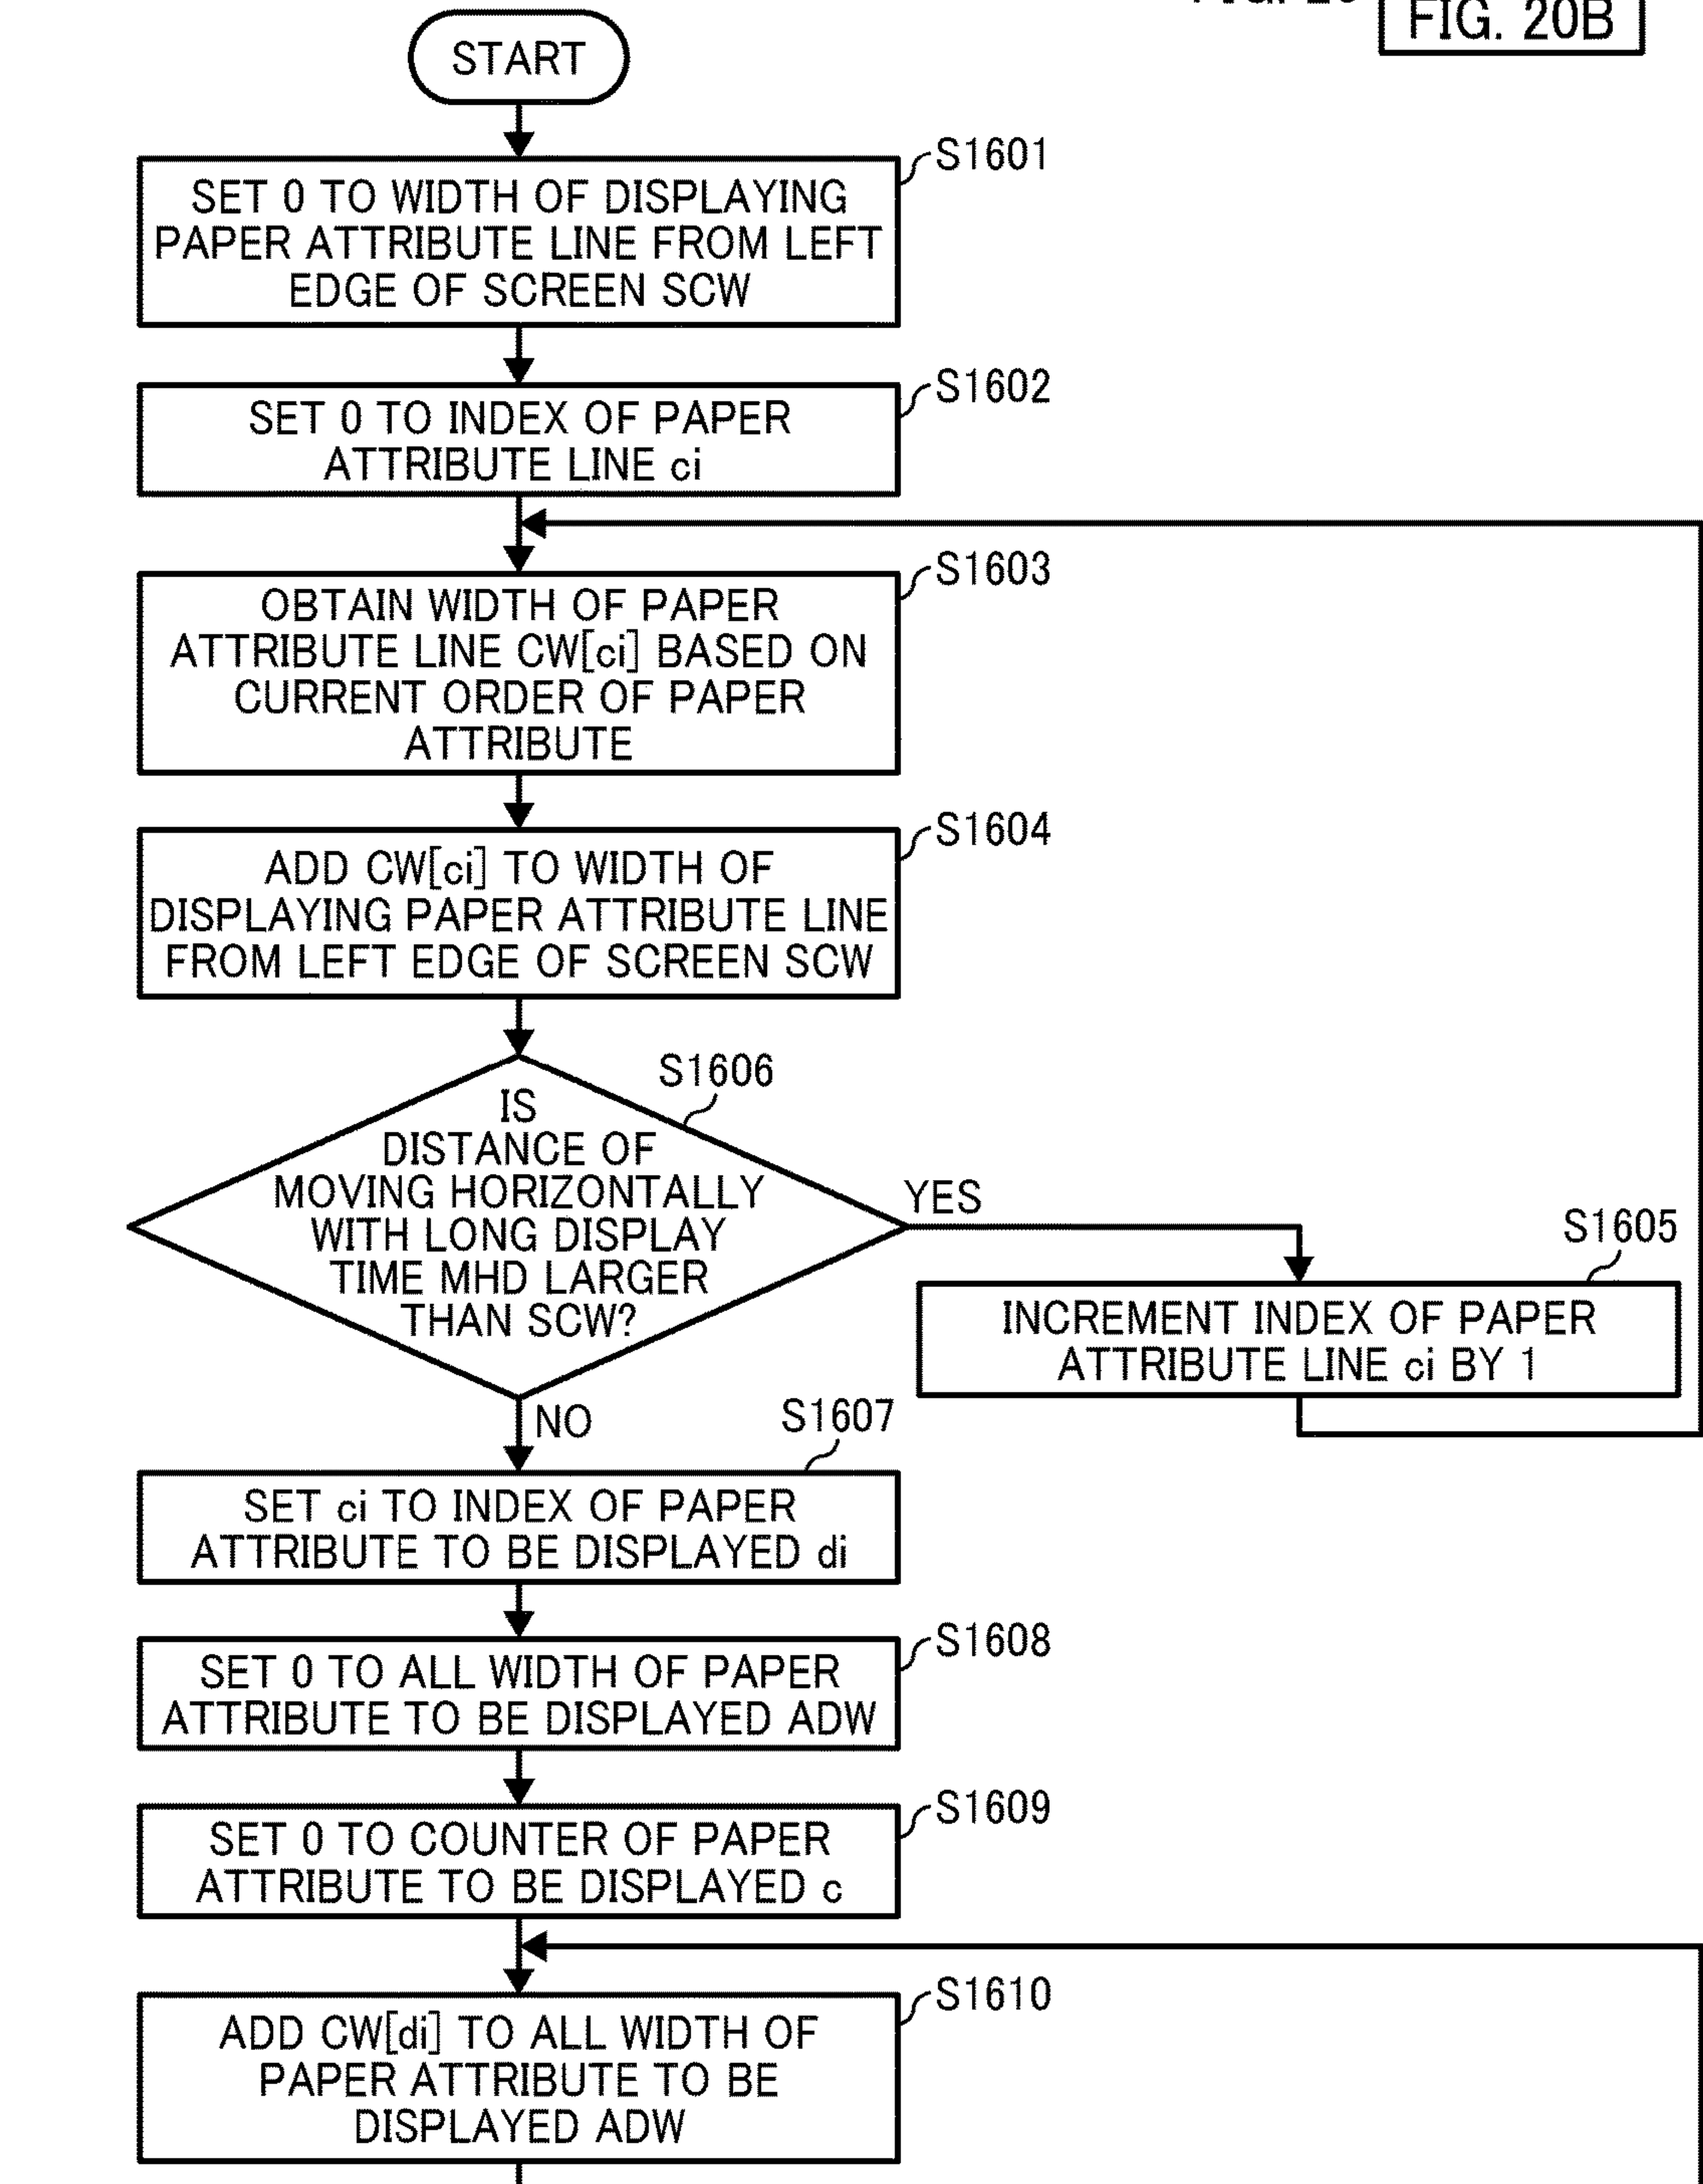 FIG. 20B
START
S1601
SET 0 TO WIDTH OF DISPLAYING
PAPER ATTRIBUTE LINE FROM LEFT
EDGE OF SCREEN SCW
S1602
SET 0 TO INDEX OF PAPER
ATTRIBUTE LINE ci
S1603
OBTAIN WIDTH OF PAPER
ATTRIBUTE LINE CW[ci] BASED ON
CURRENT ORDER OF PAPER
ATTRIBUTE
S1604
ADD CW[ci] TO WIDTH OF
DISPLAYING PAPER ATTRIBUTE LINE
FROM LEFT EDGE OF SCREEN SCW
S1606
IS
DISTANCE OF
MOVING HORIZONTALLY
WITH LONG DISPLAY
TIME MHD LARGER
THAN SCW?
YES
S1605
INCREMENT INDEX OF PAPER
ATTRIBUTE LINE ci BY 1
NO
S1607
SET ci TO INDEX OF PAPER
ATTRIBUTE TO BE DISPLAYED di
S1608
SET 0 TO ALL WIDTH OF PAPER
ATTRIBUTE TO BE DISPLAYED ADW
S1609
SET 0 TO COUNTER OF PAPER
ATTRIBUTE TO BE DISPLAYED c
S1610
ADD CW[di] TO ALL WIDTH OF
PAPER ATTRIBUTE TO BE
DISPLAYED ADW